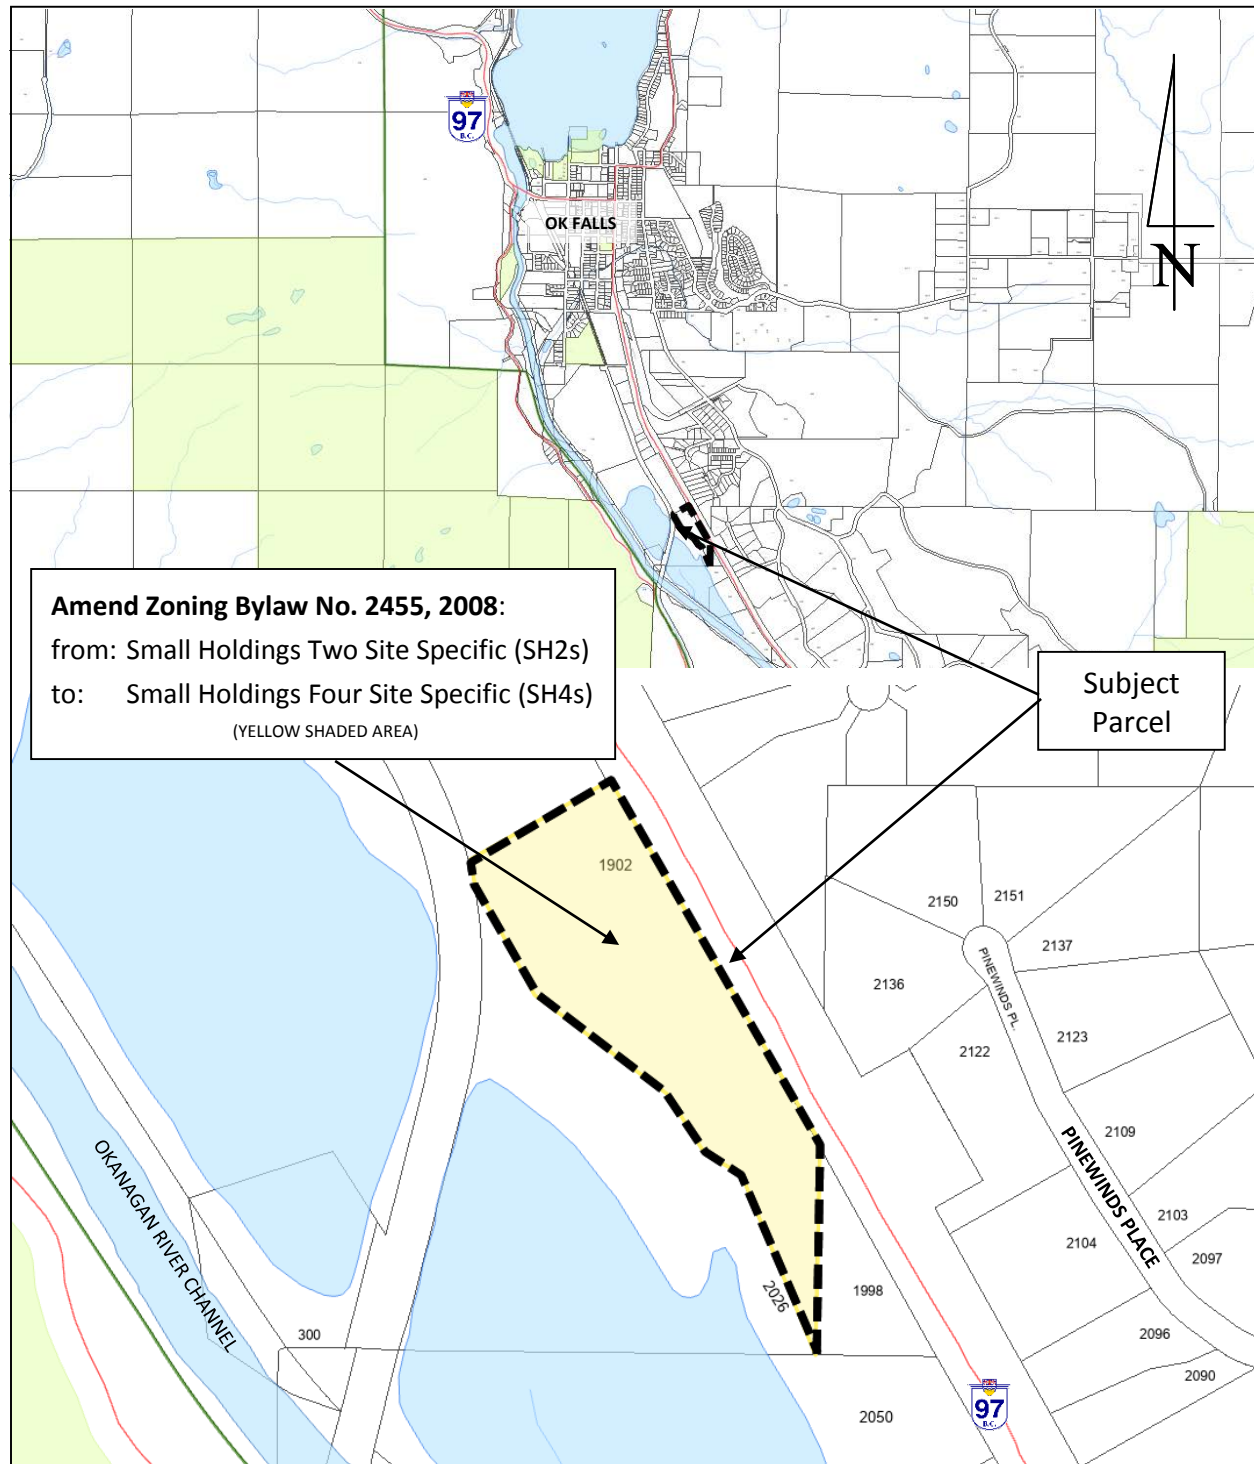 97
B.C.
OK FALLS
N
Amend Zoning Bylaw No. 2455, 2008:
from: Small Holdings Two Site Specific (SH2s)
to: Small Holdings Four Site Specific (SH4s)
(YELLOW SHADED AREA)
Subject
Parcel
1902
2150
2151
2137
2136
PINEWINDS PL.
2122
2123
2109
PINEWINDS PLACE
2103
2104
2097
OKANAGAN RIVER CHANNEL
2026
1998
300
2096
2090
97
B.C.
2050